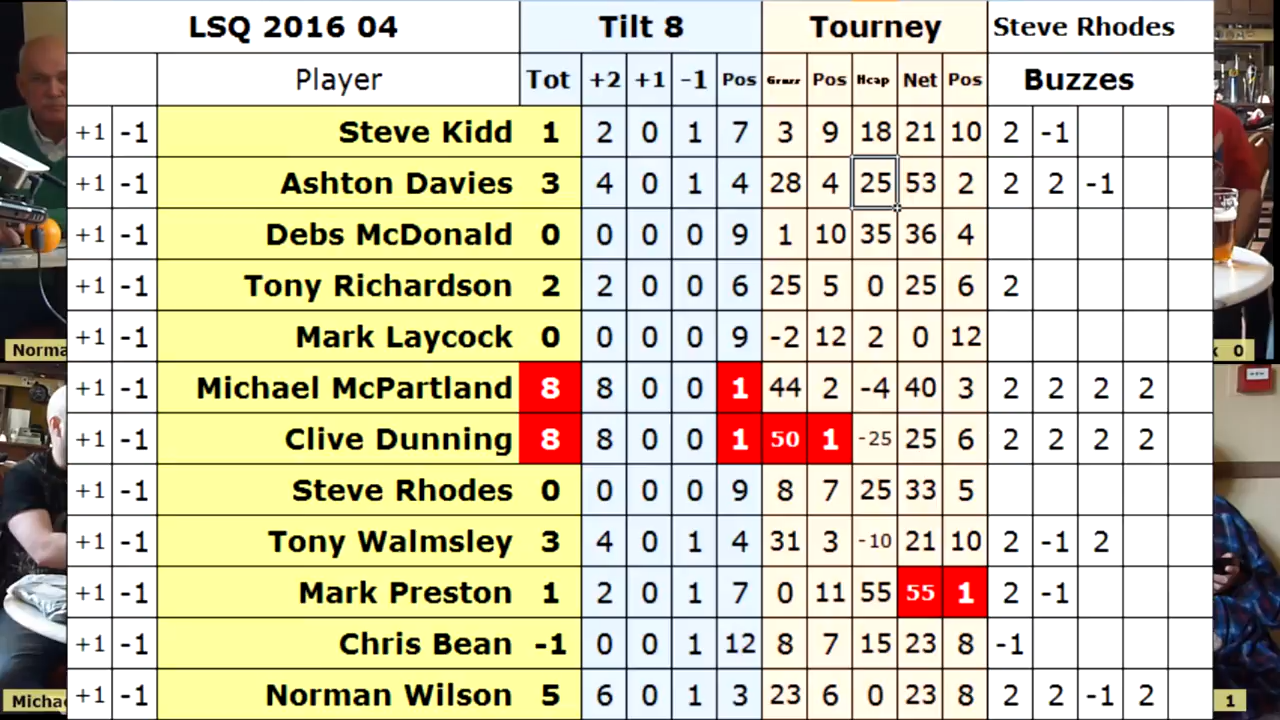 LSQ 2016 04 Tilt 8 Tourney Steve Rhodes
Player Tot +2 +1 -1 Pos Gross Pos Hcap Net Pos Buzzes
+1 -1 Steve Kidd 1 2 0 1 7 3 9 18 21 10 2 -1
+1 -1 Ashton Davies 3 4 0 1 4 28 4 25 53 2 2 2 -1
+1 -1 Debs McDonald 0 0 0 0 9 1 10 35 36 4
+1 -1 Tony Richardson 2 2 0 0 6 25 5 0 25 6 2
+1 -1 Mark Laycock 0 0 0 0 9 -2 12 2 0 12
Norma k 0
+1 -1 Michael McPartland 8 8 0 0 1 44 2 -4 40 3 2 2 2 2
+1 -1 Clive Dunning 8 8 0 0 1 50 1 -25 25 6 2 2 2 2
+1 -1 Steve Rhodes 0 0 0 0 9 8 7 25 33 5
+1 -1 Tony Walmsley 3 4 0 1 4 31 3 -10 21 10 2 -1 2
+1 -1 Mark Preston 1 2 0 1 7 0 11 55 55 1 2 -1
+1 -1 Chris Bean -1 0 0 1 12 8 7 15 23 8 -1
+1 -1 Norman Wilson 5 6 0 1 3 23 6 0 23 8 2 2 -1 2
Michae 1